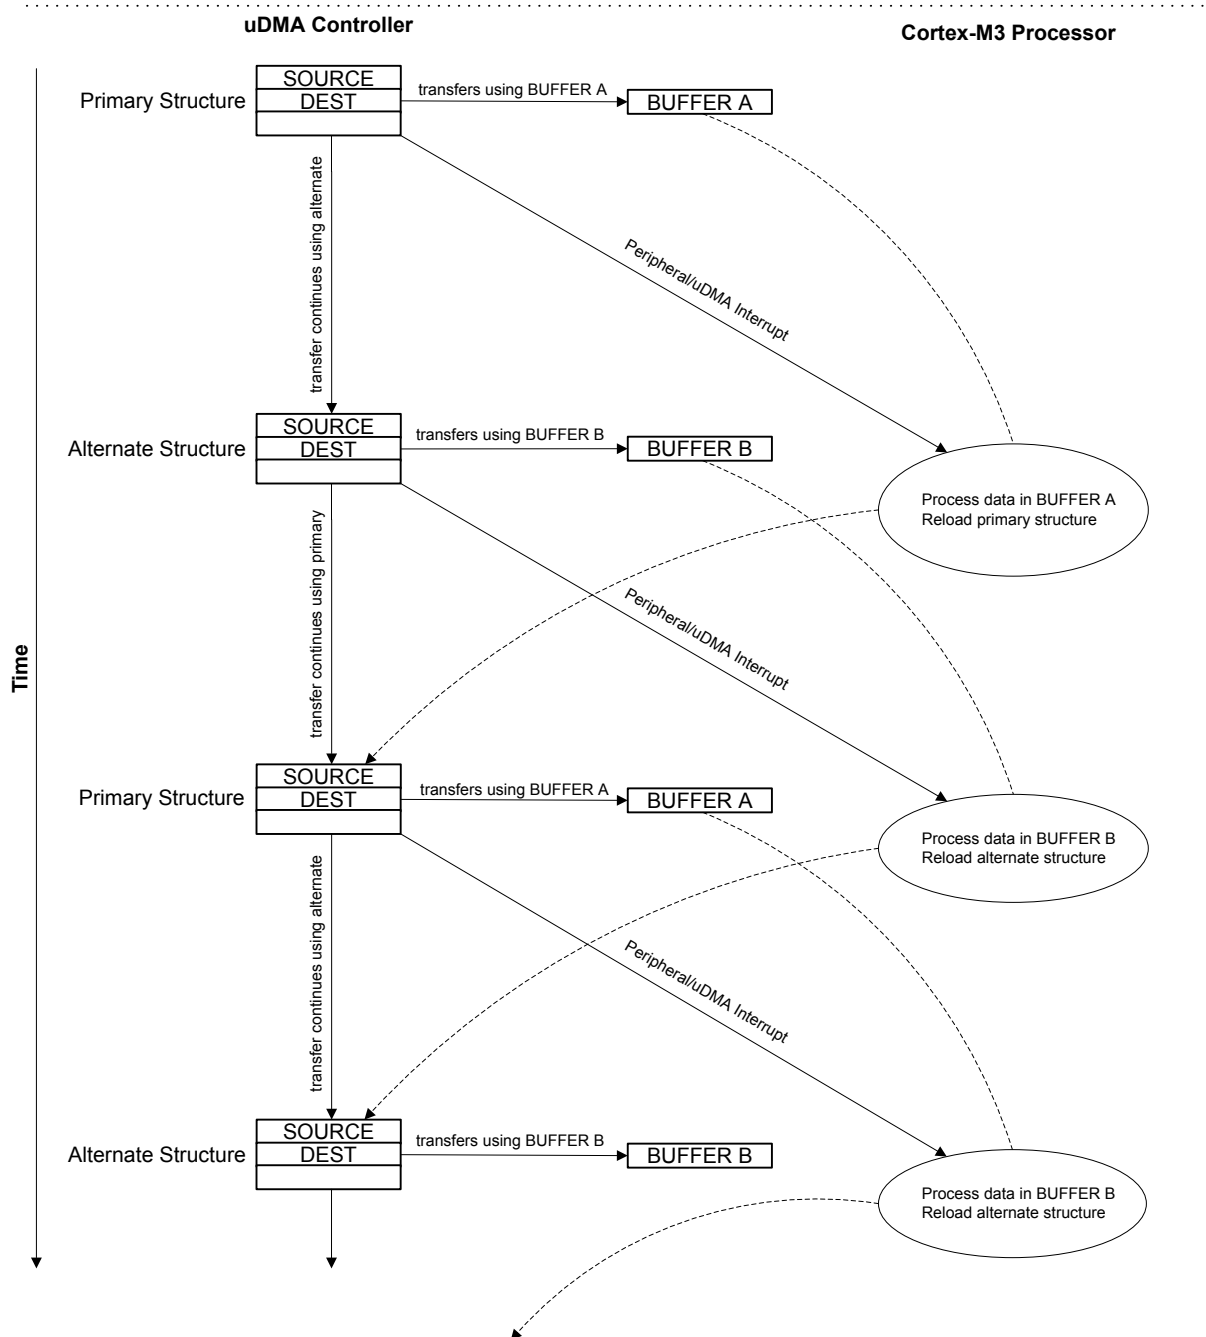 uDMA Controller
Cortex-M3 Processor
SOURCE
Primary Structure
DEST
transfers using BUFFER A
BUFFER A
transfer continues using alternate
Peripheral/uDMA Interrupt
SOURCE
Alternate Structure
DEST
transfers using BUFFER B
BUFFER B
Process data in BUFFER A
Reload primary structure
transfer continues using primary
Peripheral/uDMA Interrupt
Time
SOURCE
Primary Structure
DEST
transfers using BUFFER A
BUFFER A
Process data in BUFFER B
Reload alternate structure
transfer continues using alternate
Peripheral/uDMA Interrupt
SOURCE
Alternate Structure
DEST
transfers using BUFFER B
BUFFER B
Process data in BUFFER B
Reload alternate structure